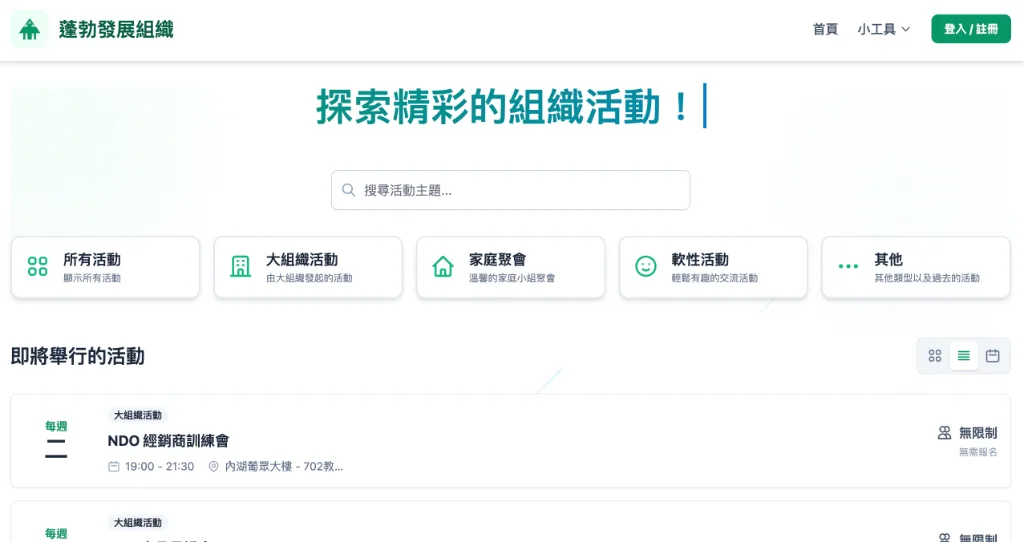 蓬勃發展組織
首頁
小工具
登入 / 註冊
探索精彩的組織活動！
搜尋活動主題...
所有活動
顯示所有活動
大組織活動
由大組織發起的活動
家庭聚會
溫馨的家庭小組聚會
軟性活動
輕鬆有趣的交流活動
其他
其他類型以及過去的活動
即將舉行的活動
每週
二
大組織活動
NDO 經銷商訓練會
19:00 - 21:30 內湖葡眾大樓 - 702教...
無限制
無需報名
每週
大組織活動
無限制